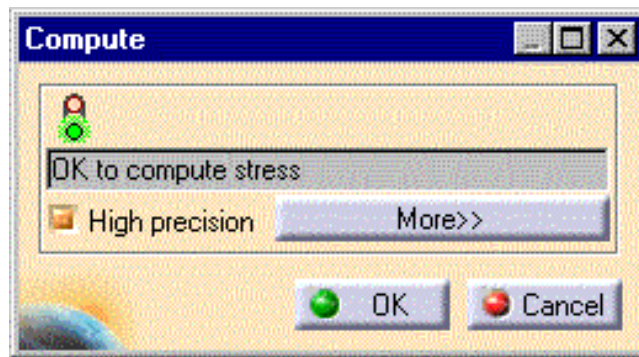 Compute
OK to compute stress
High precision More>>
OK Cancel